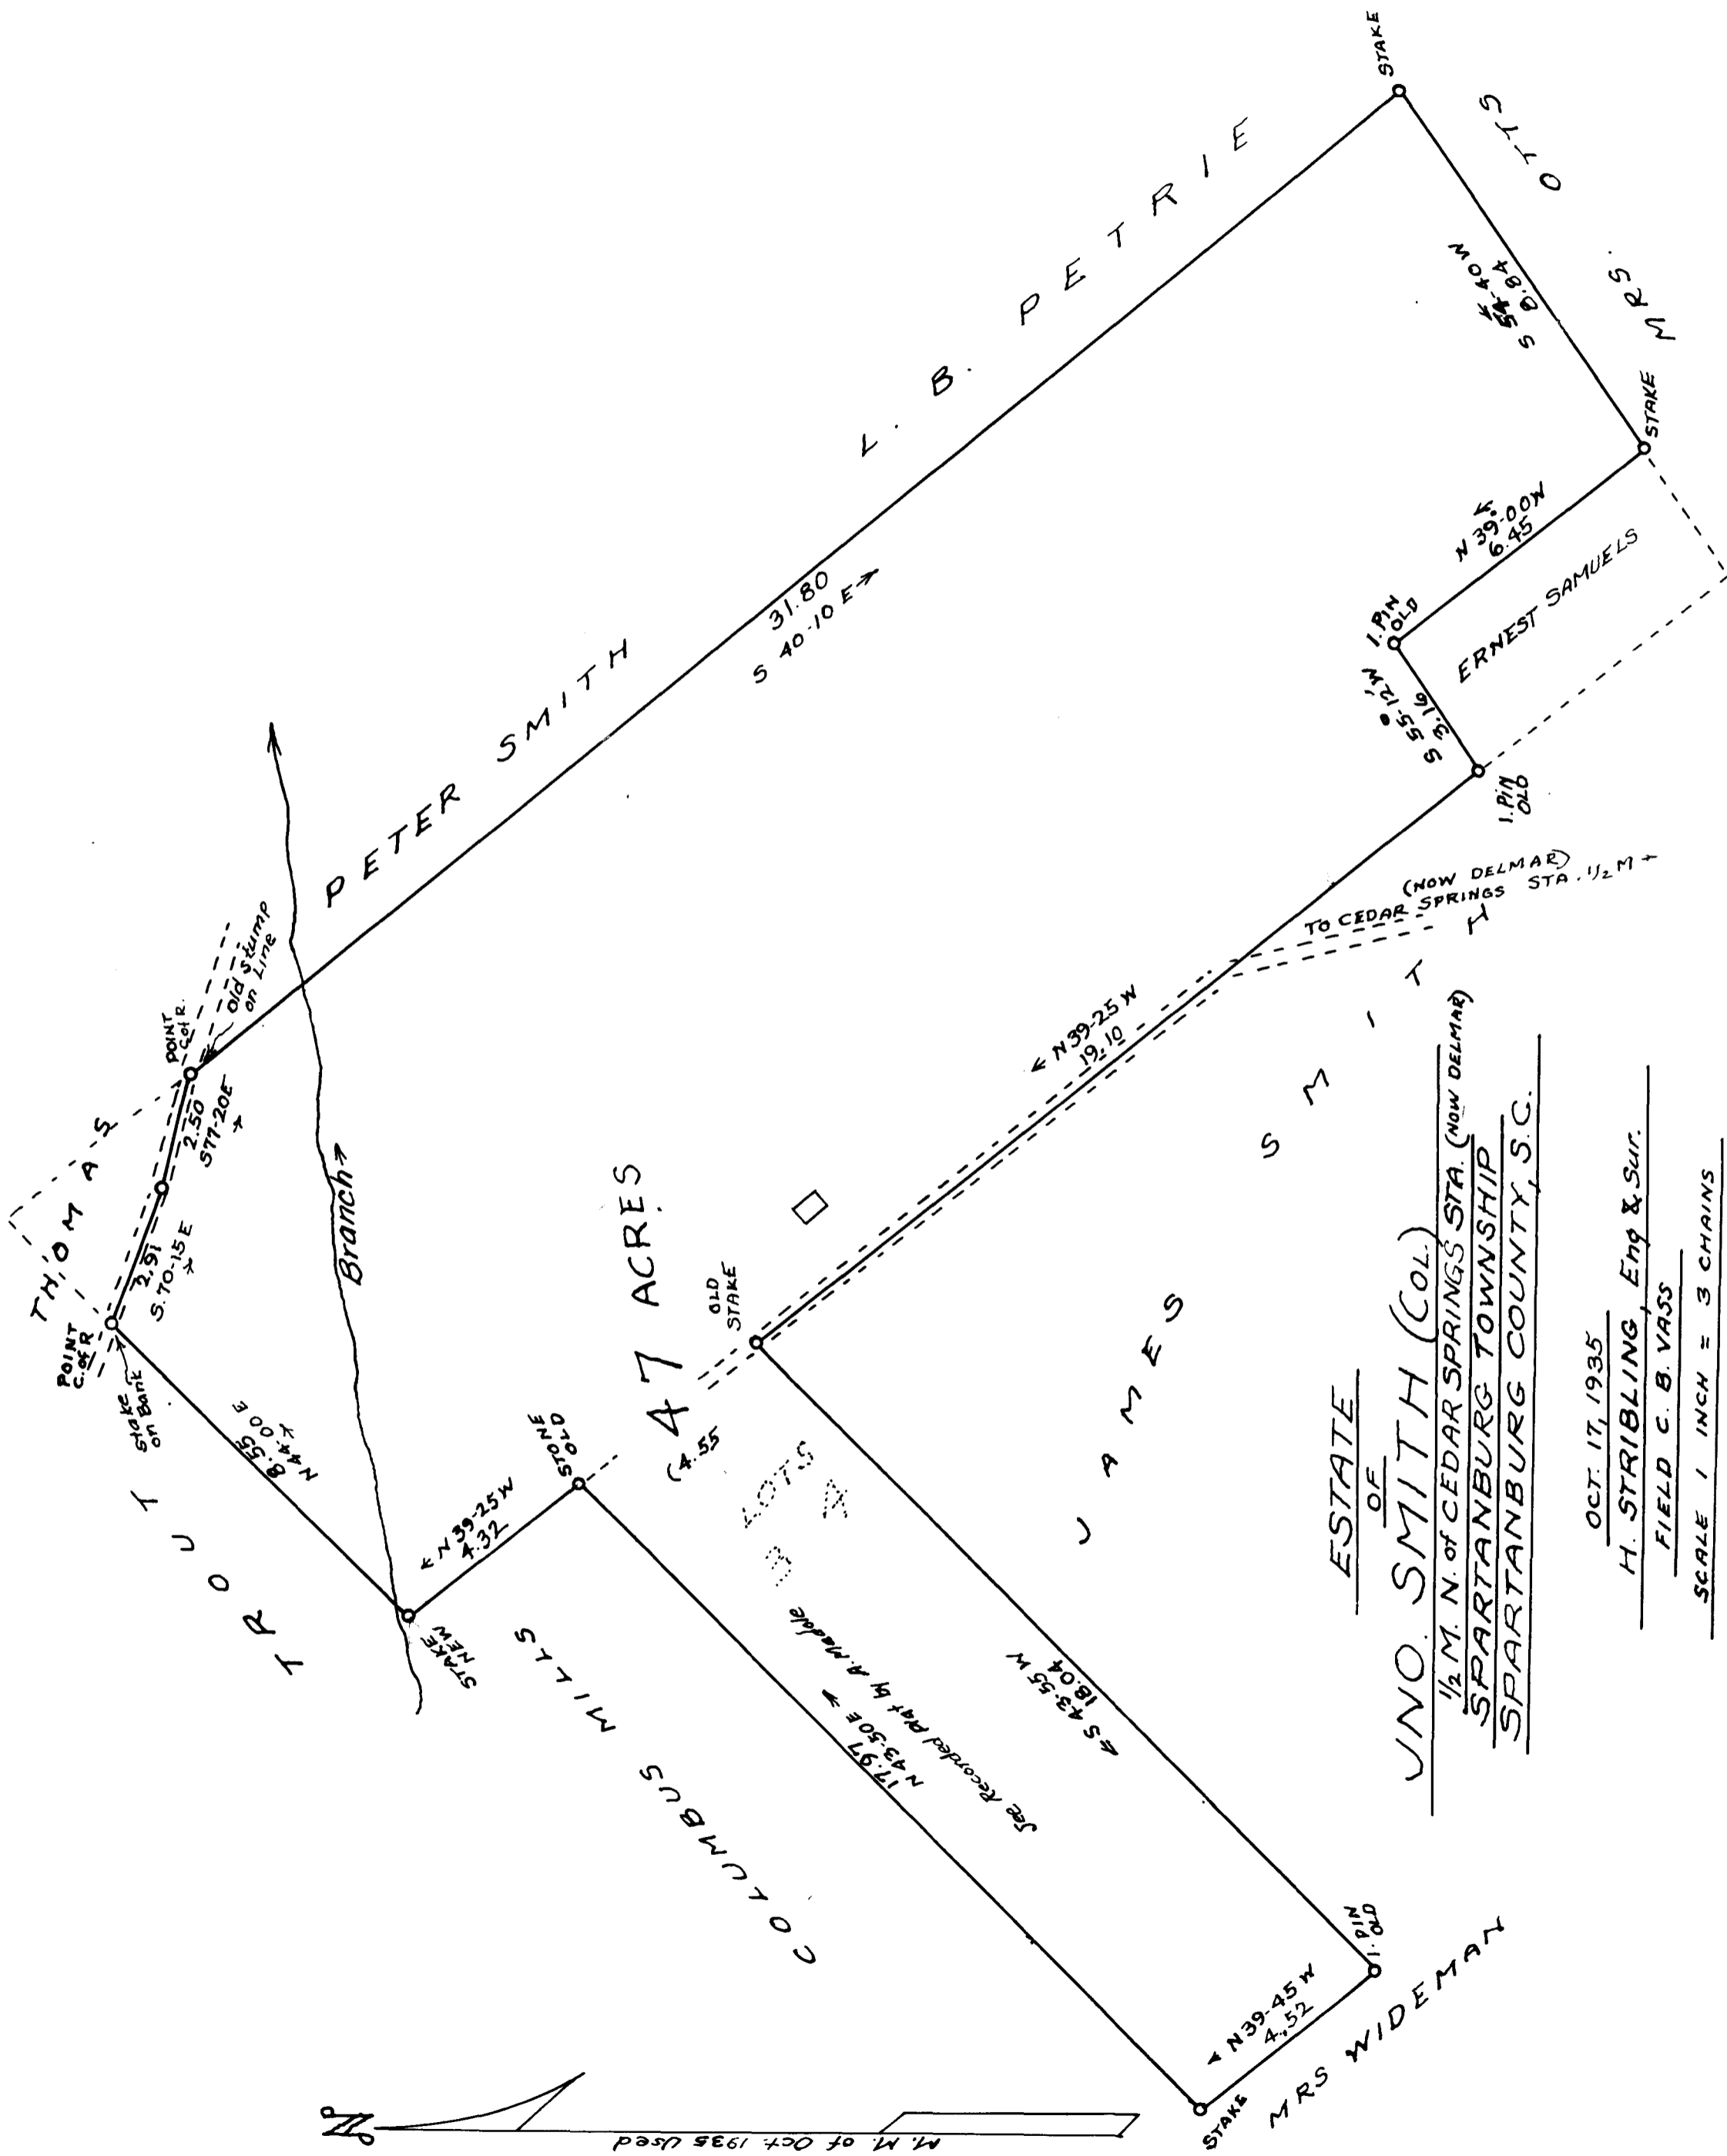 THOMAS
TROUT
POINT
C. of R
Stake
on Bank
2.91
S. 70-15 E
2.50
S 77-20 E
POINT
C. of R.
Old Stump
on Line
8.55
N 44-00 E
Branch →
PETER SMITH
L. B. PETRIE
31.80
S 40-10 E →
STAKE
MRS. OTTS
S 54-40 W
8.84
STAKE
← N 39°-00 W
6.45
ERNEST SAMUELS
I. PIN
OLD
S 55°-12' W
3.16
I. PIN
OLD
(NOW DELMAR)
TO CEDAR SPRINGS STA. 1/2 M +
← N 39-25 W
19.10
47 ACRES
OLD
STAKE
(4.55
STONE
OLD
← N 39-25 W
4.32
STAKE
NEW
COLUMBUS MILLS
LOTS
3
17.97
N 43-50 E →
See Recorded Plat by A. Madole
← S 43-55 W
18.04
JAMES SMITH
I. PIN
OLD
← N 39-45 W
4.52
STAKE
MRS WIDEMAN
N
M. M. of Oct. 1935 Used
ESTATE
OF
JNO. SMITH (COL.)
1/2 M. N. of CEDAR SPRINGS STA. (NOW DELMAR)
SPARTANBURG TOWNSHIP
SPARTANBURG COUNTY, S.C.
OCT. 17, 1935
H. STRIBLING, Eng & Sur.
FIELD C. B. VASS
SCALE 1 INCH = 3 CHAINS